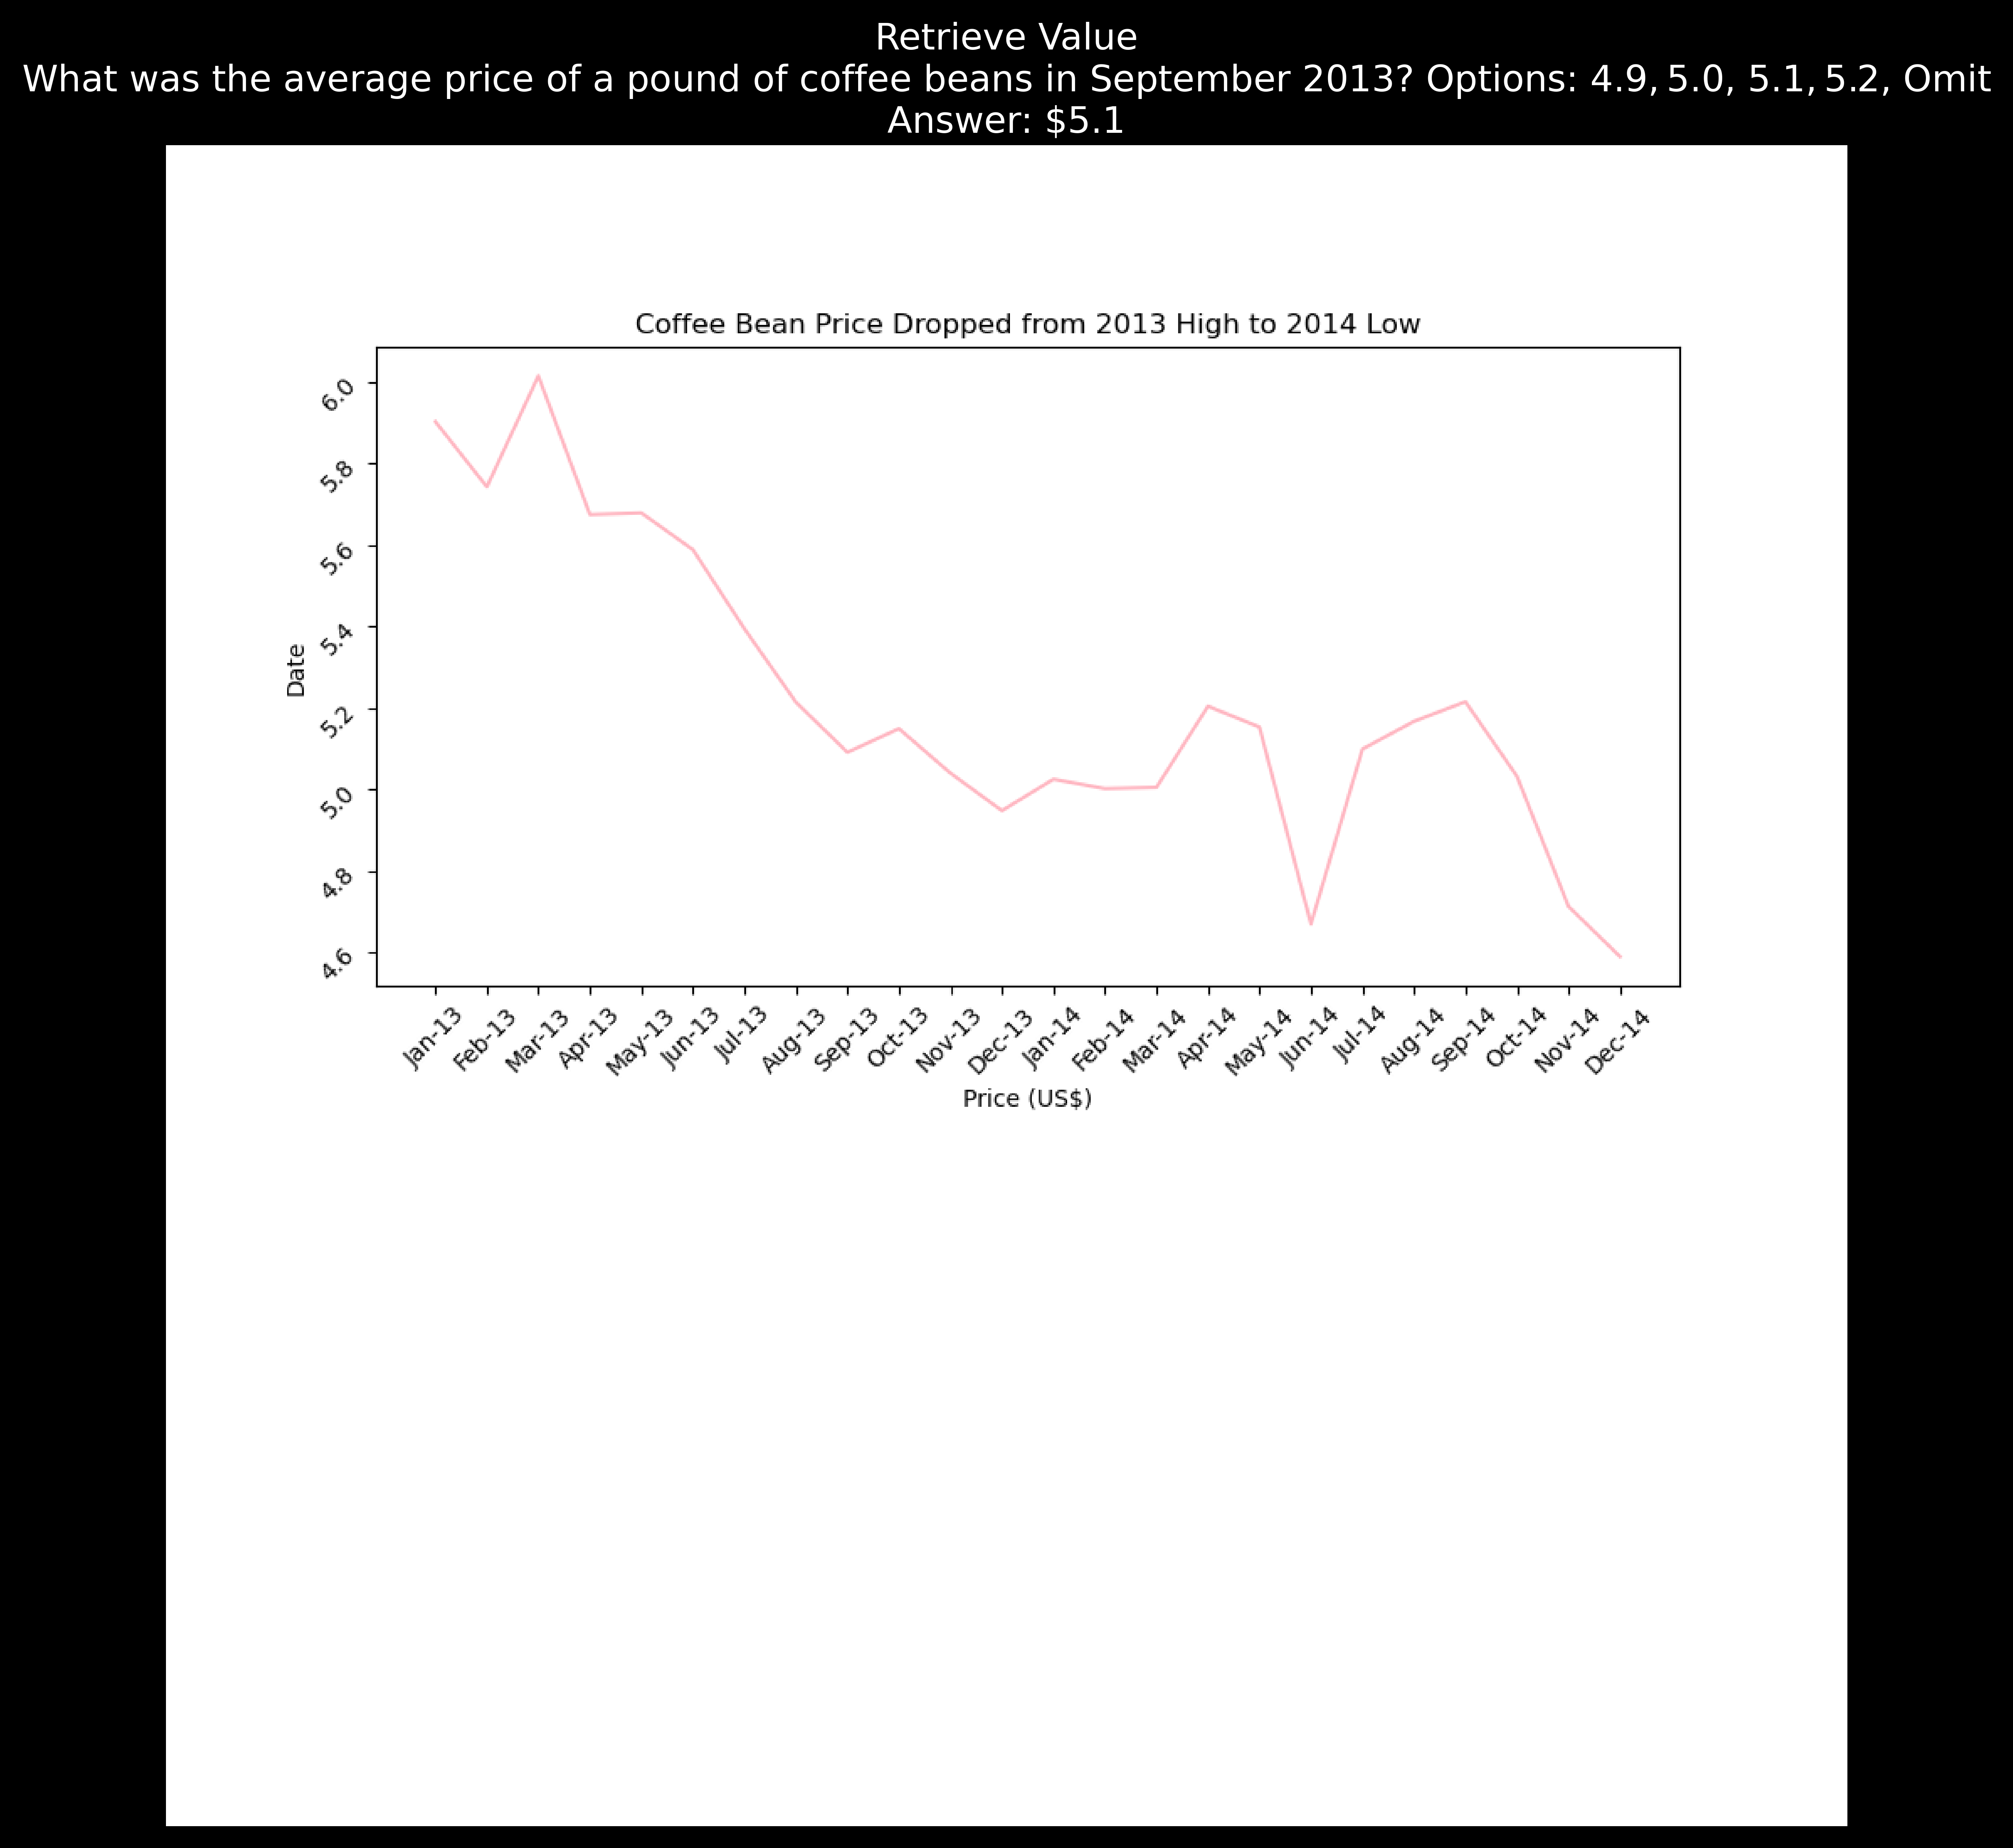 Retrieve Value
What was the average price of a pound of coffee beans in September 2013? Options: 4.9, 5.0, 5.1, 5.2, Omit
Answer: $5.1
Coffee Bean Price Dropped from 2013 High to 2014 Low
6.0
5.8
5.6
5.4
5.2
5.0
4.8
4.6
Date
Jan-13
Feb-13
Mar-13
Apr-13
May-13
Jun-13
Jul-13
Aug-13
Sep-13
Oct-13
Nov-13
Dec-13
Jan-14
Feb-14
Mar-14
Apr-14
May-14
Jun-14
Jul-14
Aug-14
Sep-14
Oct-14
Nov-14
Dec-14
Price (US$)